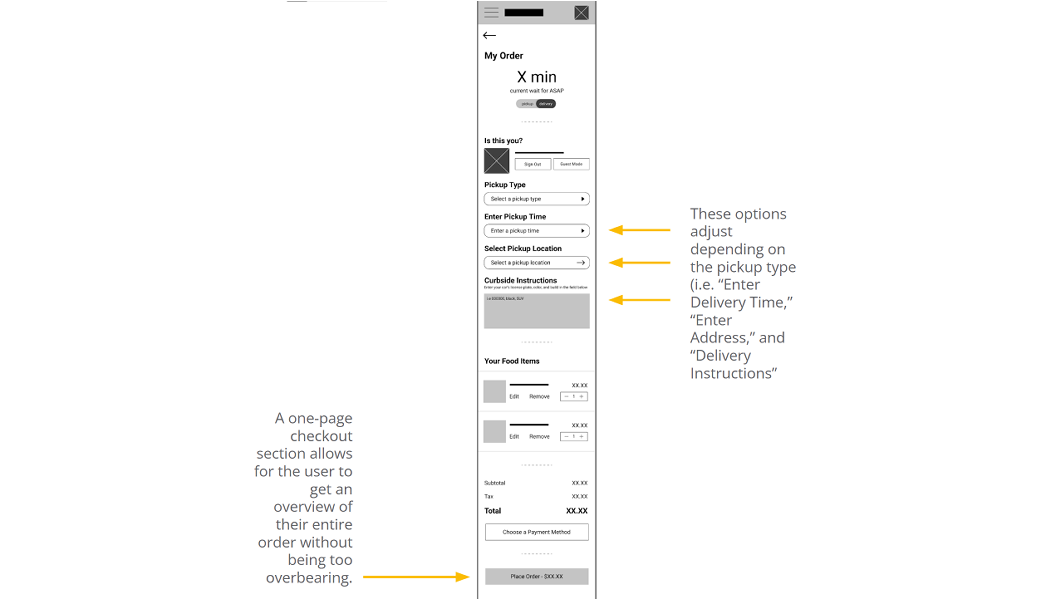 My Order
X min
current wait for ASAP
pickup delivery
Is this you?
Sign Out Guest Mode
Pickup Type
Select a pickup type
Enter Pickup Time
Enter a pickup time
Select Pickup Location
Select a pickup location
Curbside Instructions
Enter your car's license plate, color, and build in the field below
These options
adjust
depending on
the pickup type
(i.e. “Enter
Delivery Time,”
“Enter
Address,” and
“Delivery
Instructions”
Your Food Items
XX.XX
Edit Remove − 1 +
XX.XX
Edit Remove − 1 +
A one-page
checkout
section allows
for the user to
get an
overview of
their entire
order without
being too
overbearing.
Subtotal XX.XX
Tax XX.XX
Total XX.XX
Choose a Payment Method
Place Order - $XX.XX